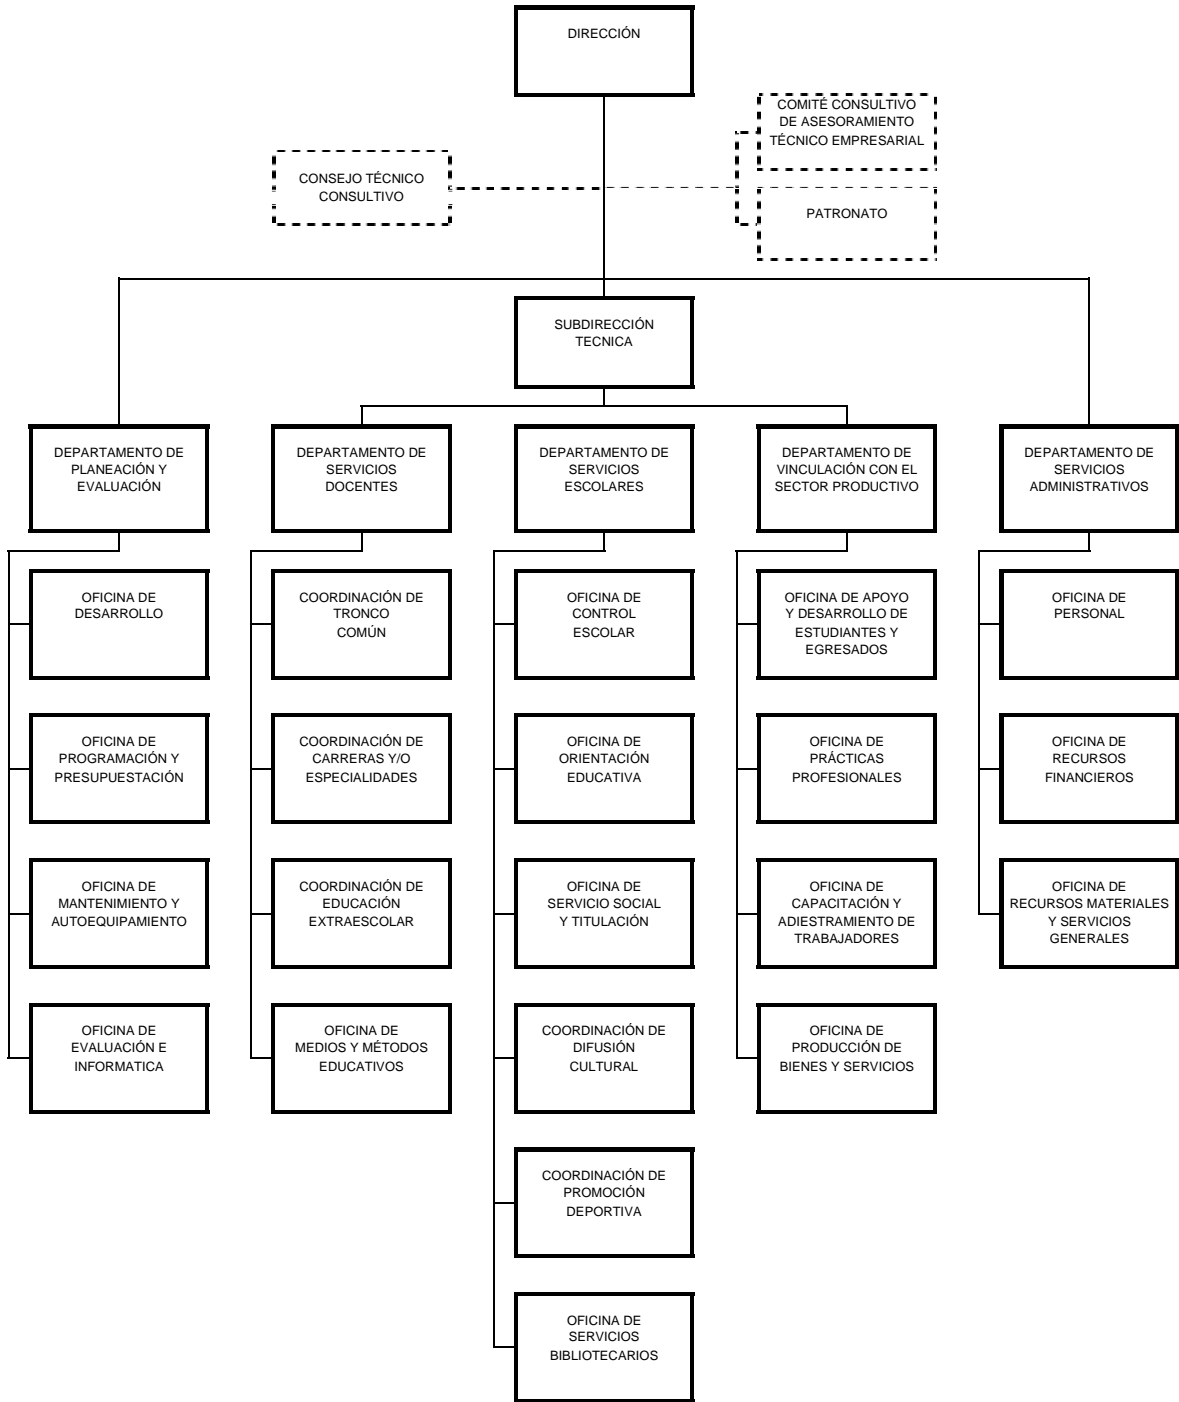 DIRECCIÓN
COMITÉ CONSULTIVO
DE ASESORAMIENTO
TÉCNICO EMPRESARIAL
CONSEJO TÉCNICO
CONSULTIVO
PATRONATO
SUBDIRECCIÓN
TECNICA
DEPARTAMENTO DE
PLANEACIÓN Y
EVALUACIÓN
DEPARTAMENTO DE
SERVICIOS
DOCENTES
DEPARTAMENTO DE
SERVICIOS
ESCOLARES
DEPARTAMENTO DE
VINCULACIÓN CON EL
SECTOR PRODUCTIVO
DEPARTAMENTO DE
SERVICIOS
ADMINISTRATIVOS
OFICINA DE
DESARROLLO
COORDINACIÓN DE
TRONCO
COMÚN
OFICINA DE
CONTROL
ESCOLAR
OFICINA DE APOYO
Y DESARROLLO DE
ESTUDIANTES Y
EGRESADOS
OFICINA DE
PERSONAL
OFICINA DE
PROGRAMACIÓN Y
PRESUPUESTACIÓN
COORDINACIÓN DE
CARRERAS Y/O
ESPECIALIDADES
OFICINA DE
ORIENTACIÓN
EDUCATIVA
OFICINA DE
PRÁCTICAS
PROFESIONALES
OFICINA DE
RECURSOS
FINANCIEROS
OFICINA DE
MANTENIMIENTO Y
AUTOEQUIPAMIENTO
COORDINACIÓN DE
EDUCACIÓN
EXTRAESCOLAR
OFICINA DE
SERVICIO SOCIAL
Y TITULACIÓN
OFICINA DE
CAPACITACIÓN Y
ADIESTRAMIENTO DE
TRABAJADORES
OFICINA DE
RECURSOS MATERIALES
Y SERVICIOS
GENERALES
OFICINA DE
EVALUACIÓN E
INFORMATICA
OFICINA DE
MEDIOS Y MÉTODOS
EDUCATIVOS
COORDINACIÓN DE
DIFUSIÓN
CULTURAL
OFICINA DE
PRODUCCIÓN DE
BIENES Y SERVICIOS
COORDINACIÓN DE
PROMOCIÓN
DEPORTIVA
OFICINA DE
SERVICIOS
BIBLIOTECARIOS